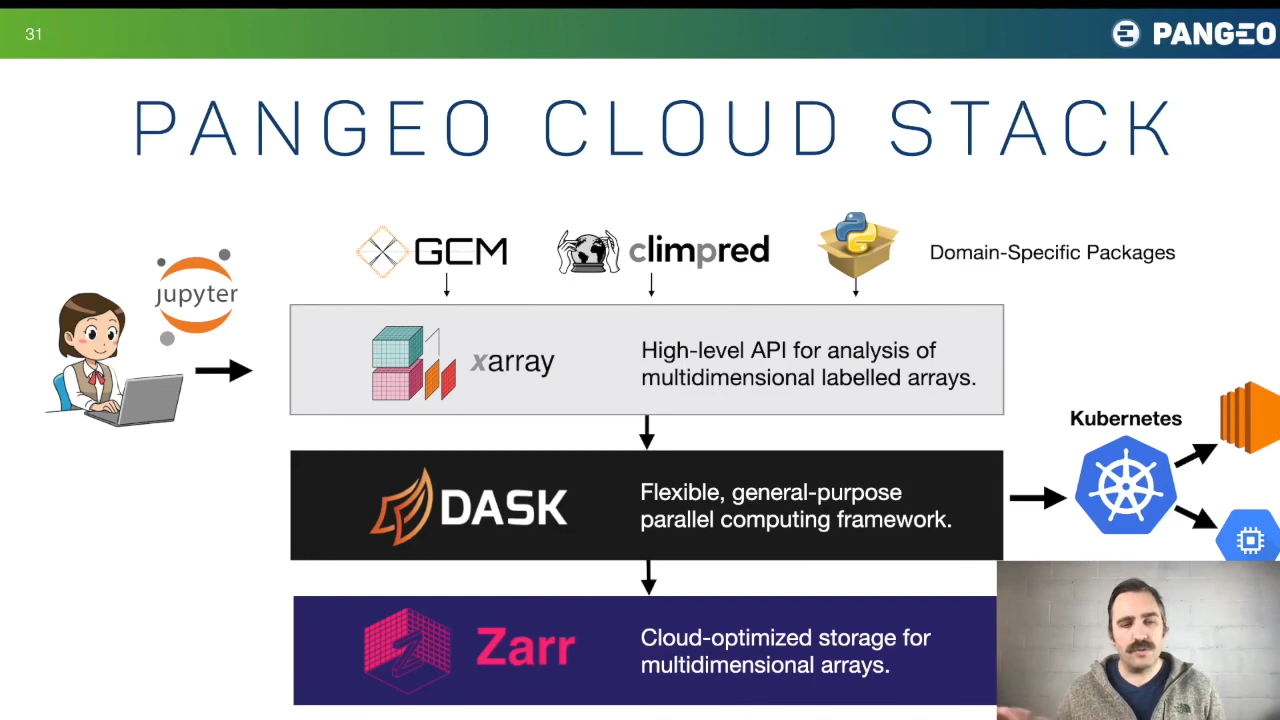 31
PANGEO
PANGEO CLOUD STACK
jupyter
GCM
climpred
Domain-Specific Packages
xarray
High-level API for analysis of
multidimensional labelled arrays.
Kubernetes
DASK
Flexible, general-purpose
parallel computing framework.
Zarr
Cloud-optimized storage for
multidimensional arrays.